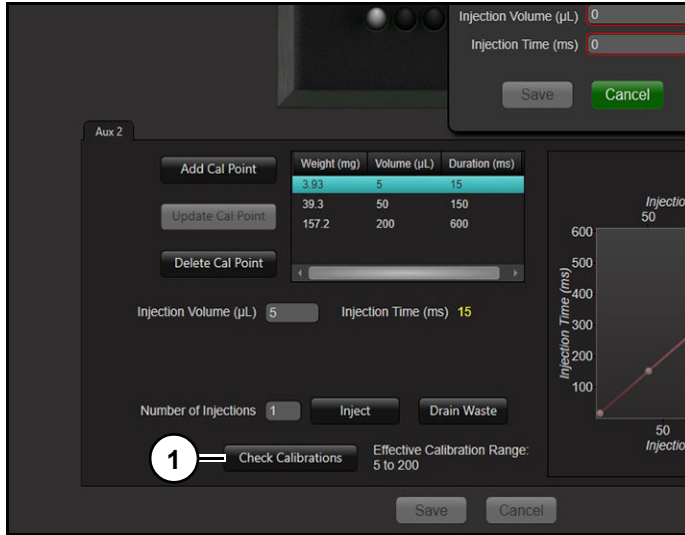 Injection Volume (µL) 0
Injection Time (ms) 0
Save Cancel
Aux 2
Add Cal Point
Update Cal Point
Delete Cal Point
Weight (mg) Volume (µL) Duration (ms)
3.93 5 15
39.3 50 150
157.2 200 600
Injection Volume (µL) 5 Injection Time (ms) 15
Number of Injections 1 Inject Drain Waste
1 Check Calibrations Effective Calibration Range:
5 to 200
Injectio
50
600
500
400
300
200
100
Injection Time (ms)
50
Injectio
Save Cancel